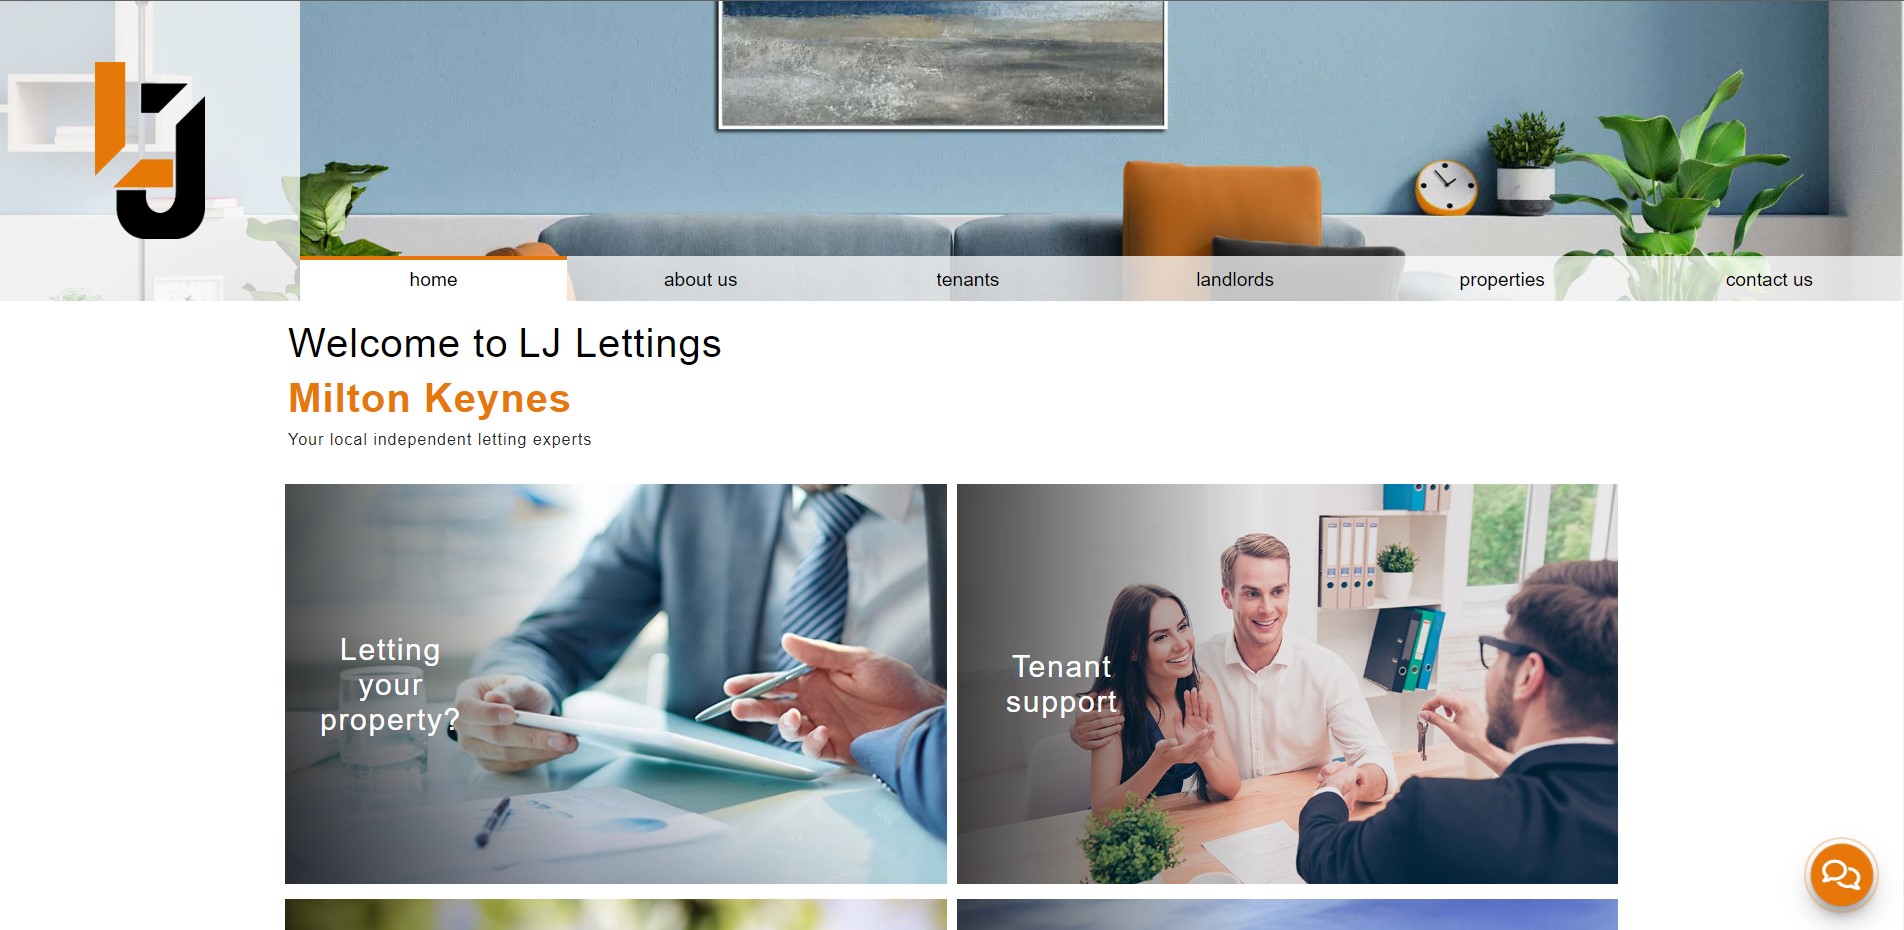 LJ
home
about us
tenants
landlords
properties
contact us
Welcome to LJ Lettings
Milton Keynes
Your local independent letting experts
Letting
your
property?
Tenant
support